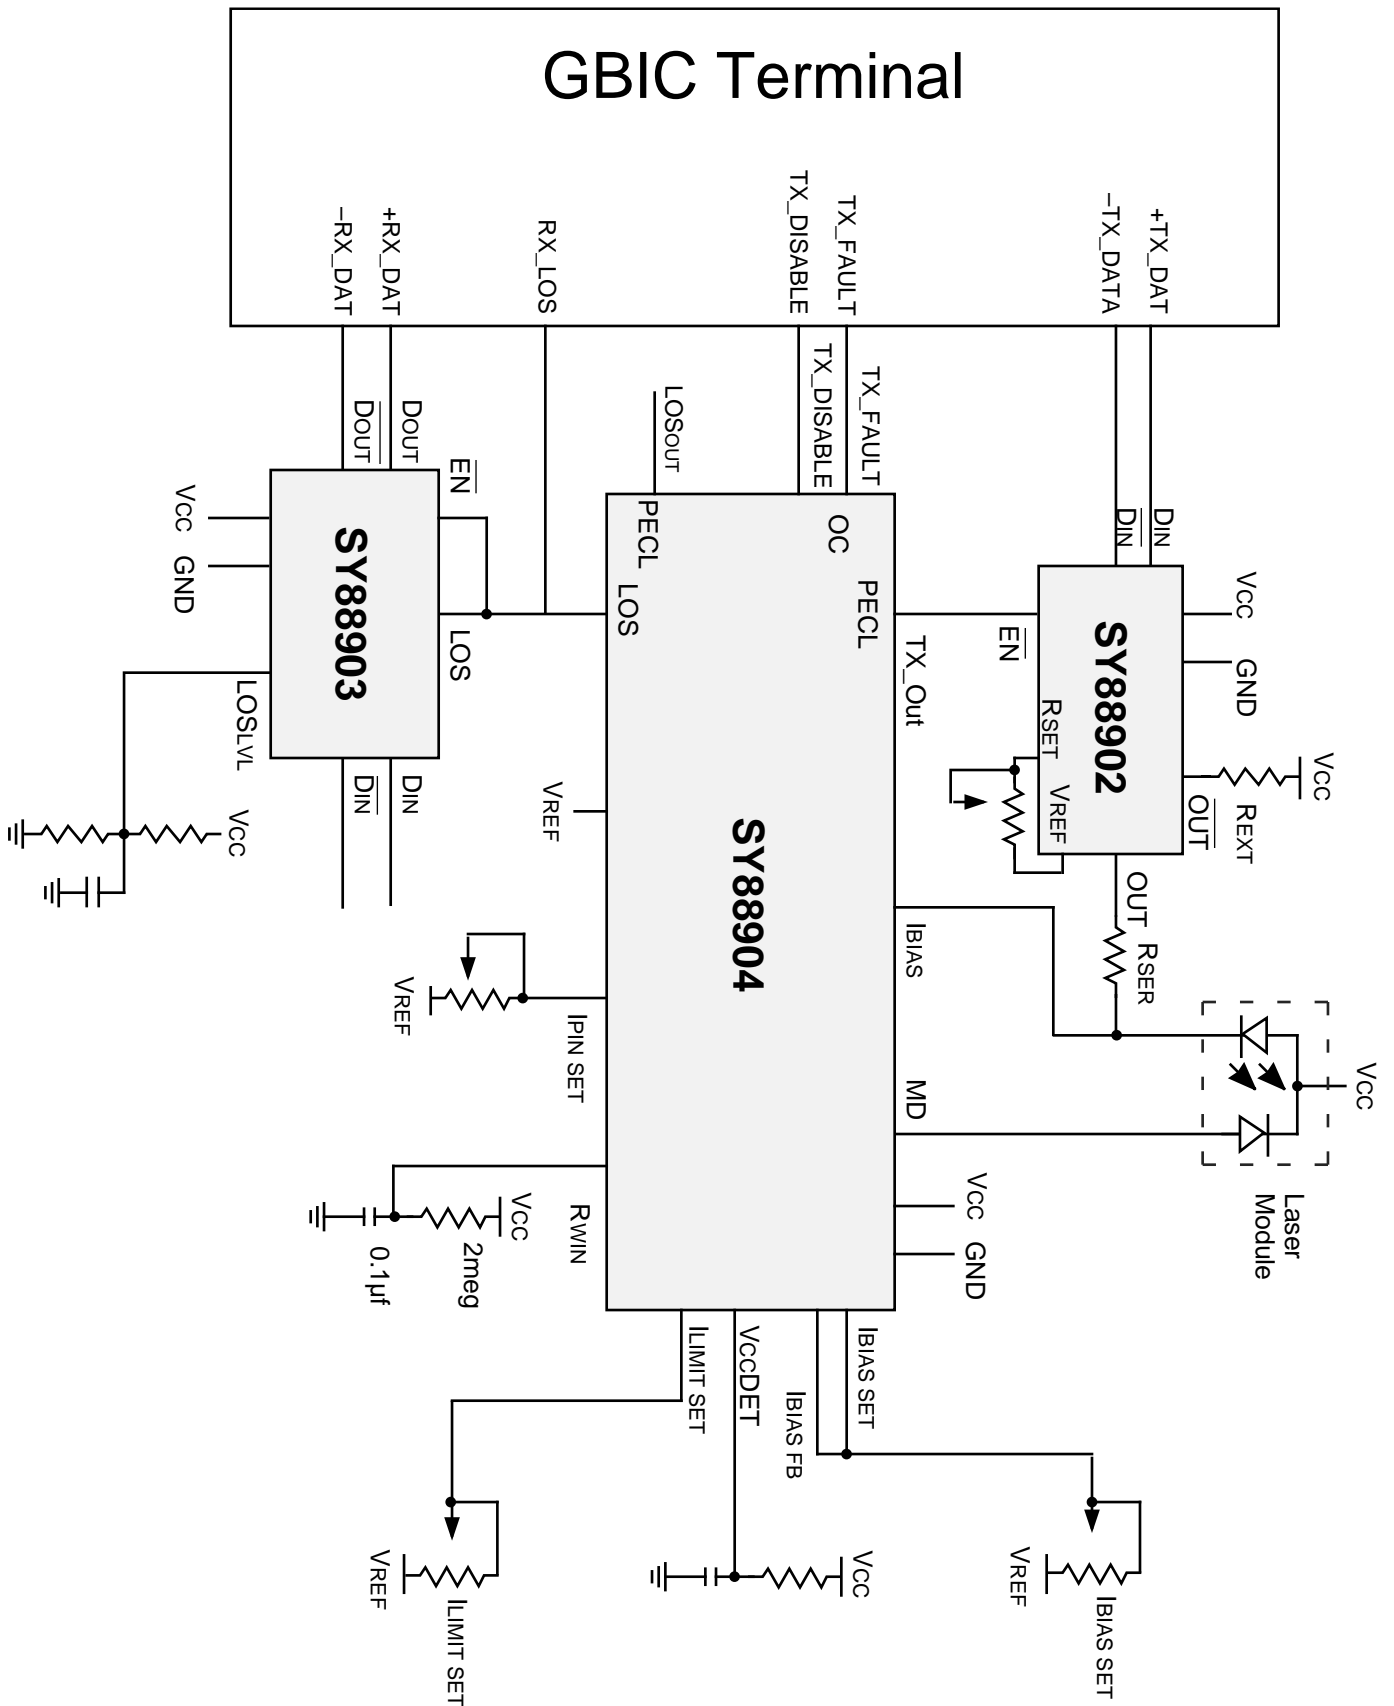 GBIC Terminal
–RX_DAT
+RX_DAT
RX_LOS
TX_DISABLE
TX_FAULT
–TX_DATA
+TX_DAT
DOUT
DOUT
EN
LOSOUT
TX_DISABLE
TX_FAULT
DIN
DIN
VCC
GND
SY88903
LOS
LOSLVL
DIN
DIN
VCC
PECL
LOS
OC
PECL
TX_Out
SY88904
EN
RSET
VREF
SY88902
VCC
GND
VCC
REXT
OUT
OUT
RSER
VREF
VREF
IPIN SET
IBIAS
MD
VCC
Laser
Module
VCC
2meg
0.1µf
RWIN
VCC
GND
ILIMIT SET
VCCDET
IBIAS FB
IBIAS SET
VREF
ILIMIT SET
VCC
VREF
IBIAS SET